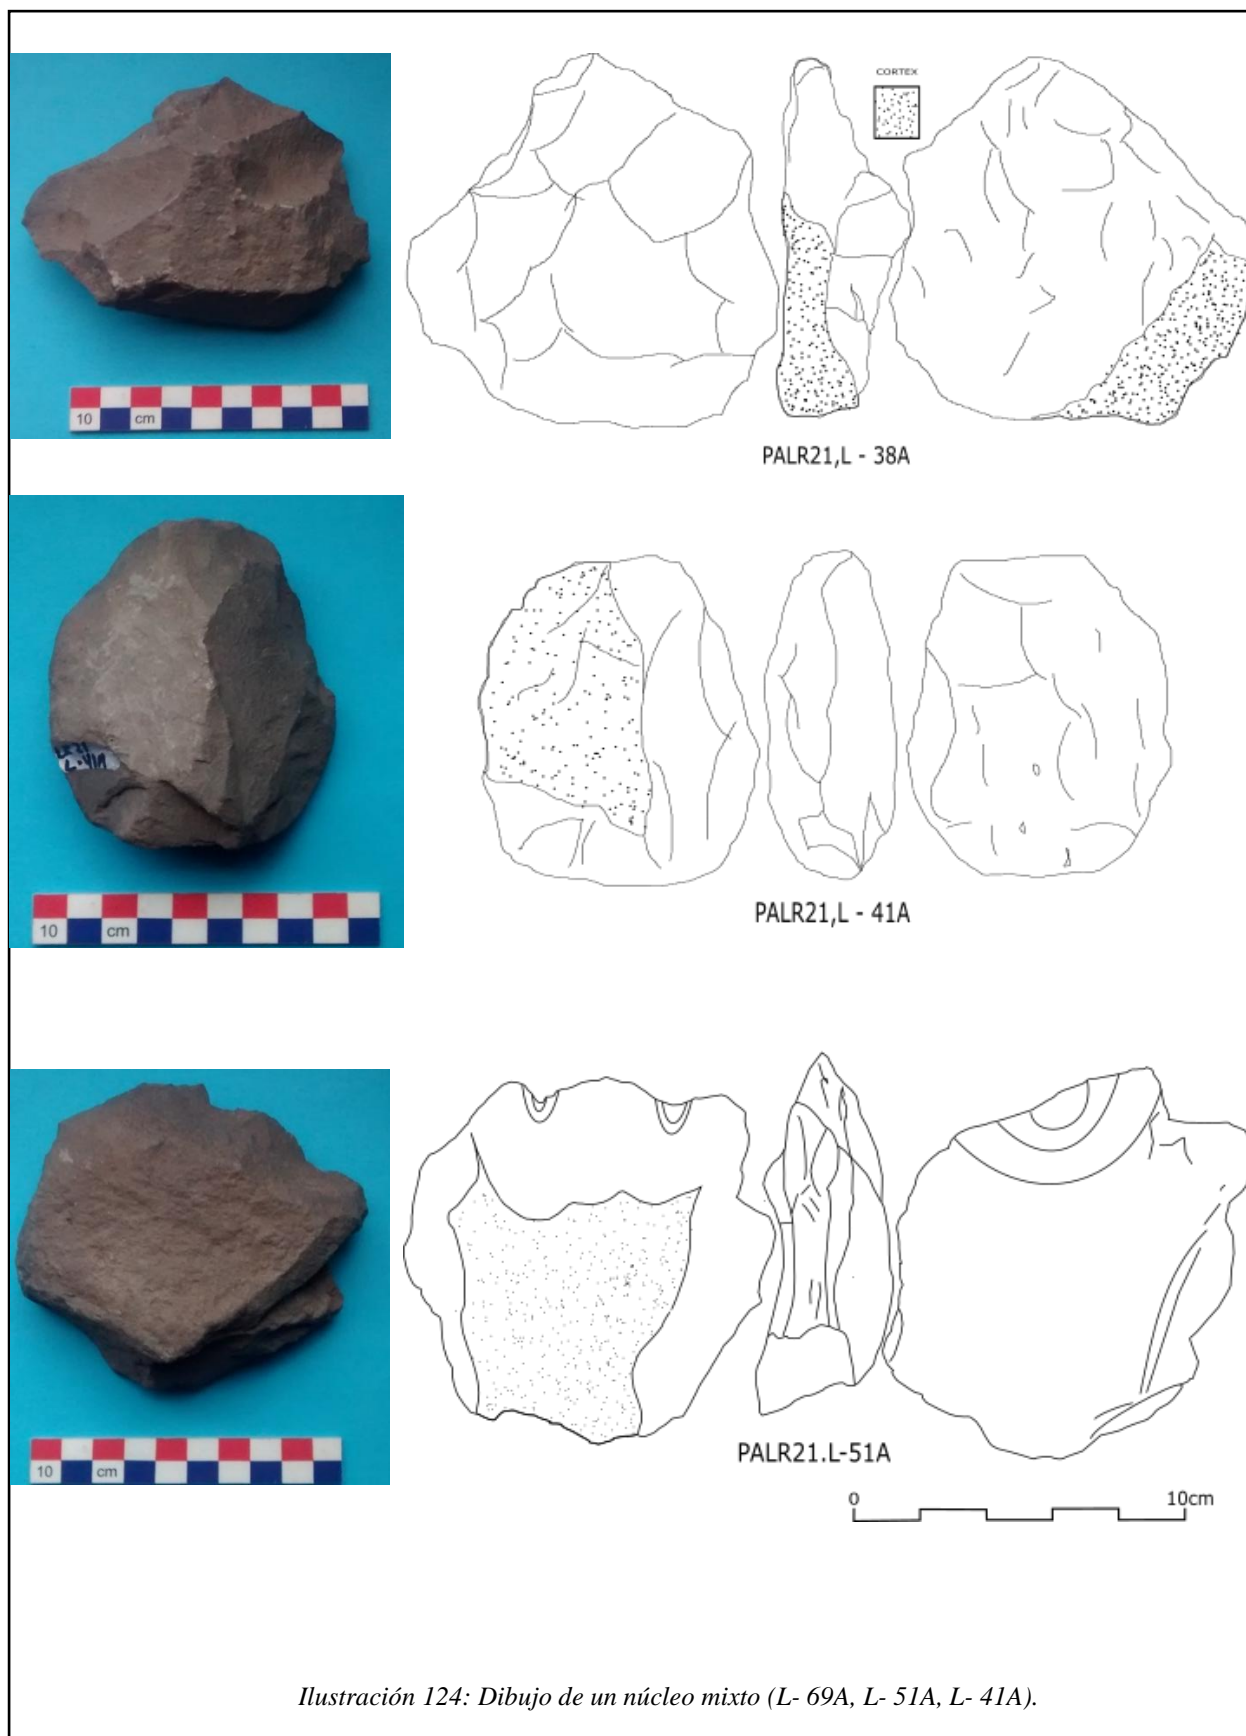 CORTEX
10 cm
PALR21,L - 38A
10 cm
PALR21,L - 41A
10 cm
PALR21.L-51A
0 10cm
Ilustración 124: Dibujo de un núcleo mixto (L- 69A, L- 51A, L- 41A).